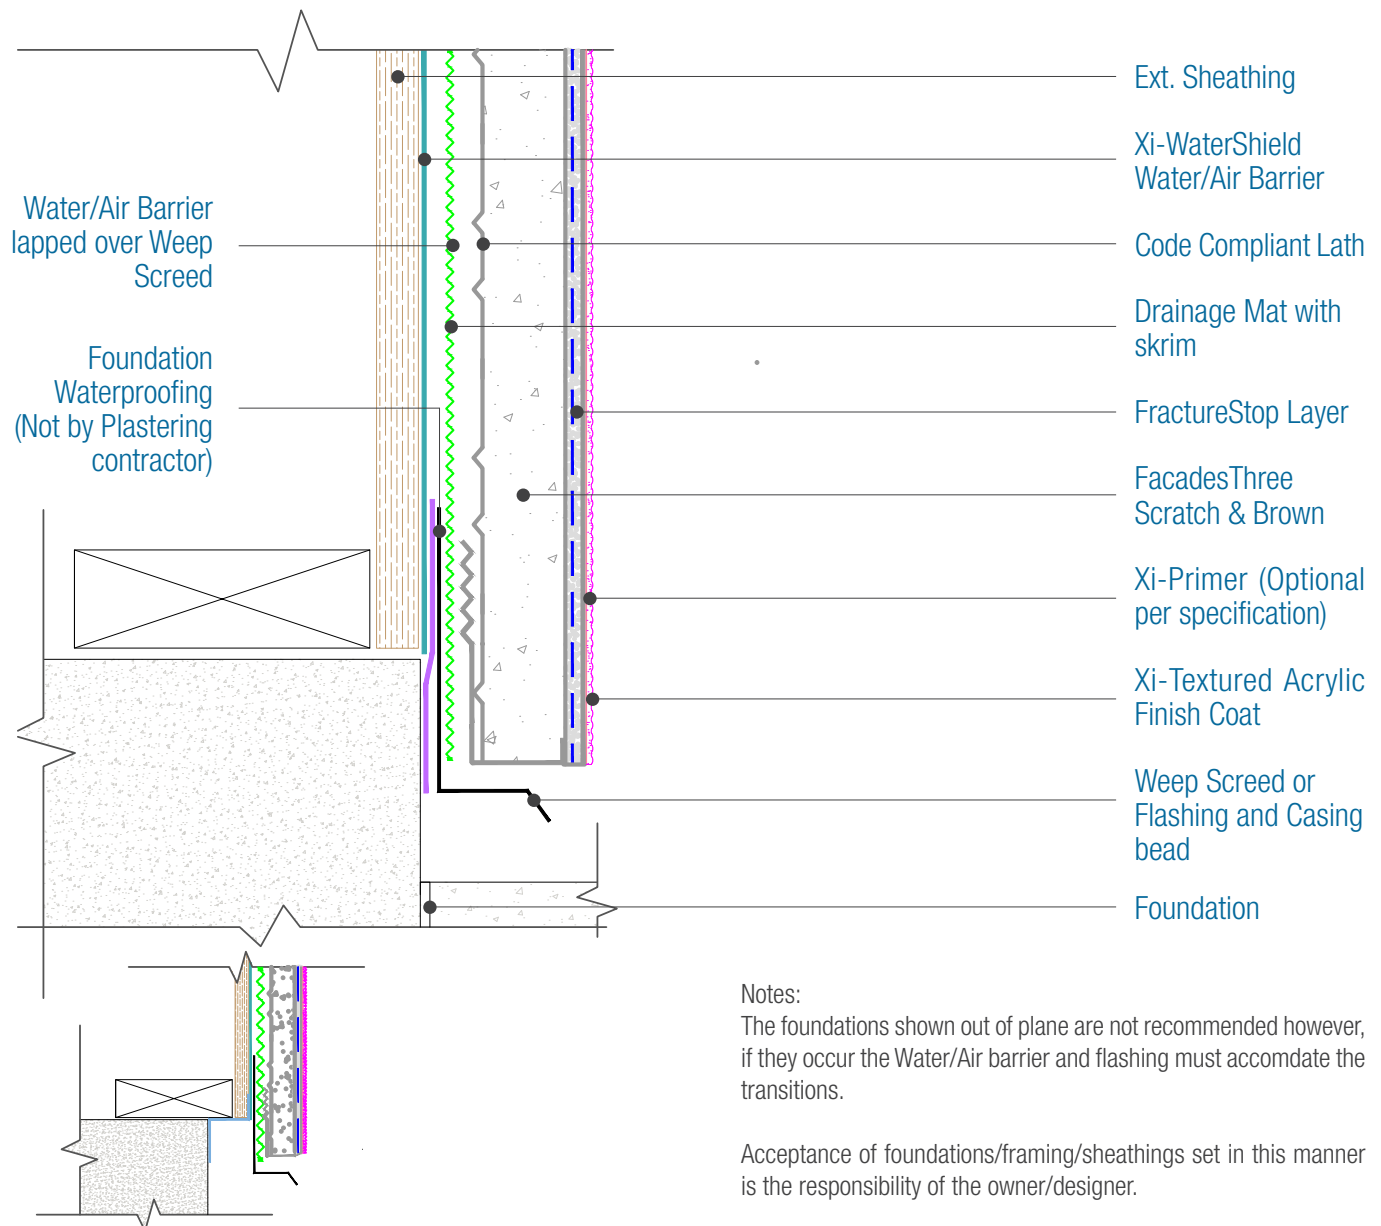 Ext. Sheathing
Xi-WaterShield
Water/Air Barrier
Water/Air Barrier
lapped over Weep
Screed
Code Compliant Lath
Drainage Mat with
skrim
Foundation
Waterproofing
(Not by Plastering
contractor)
FractureStop Layer
FacadesThree
Scratch & Brown
Xi-Primer (Optional
per specification)
Xi-Textured Acrylic
Finish Coat
Weep Screed or
Flashing and Casing
bead
Foundation
Notes:
The foundations shown out of plane are not recommended however,
if they occur the Water/Air barrier and flashing must accomdate the
transitions.
Acceptance of foundations/framing/sheathings set in this manner
is the responsibility of the owner/designer.